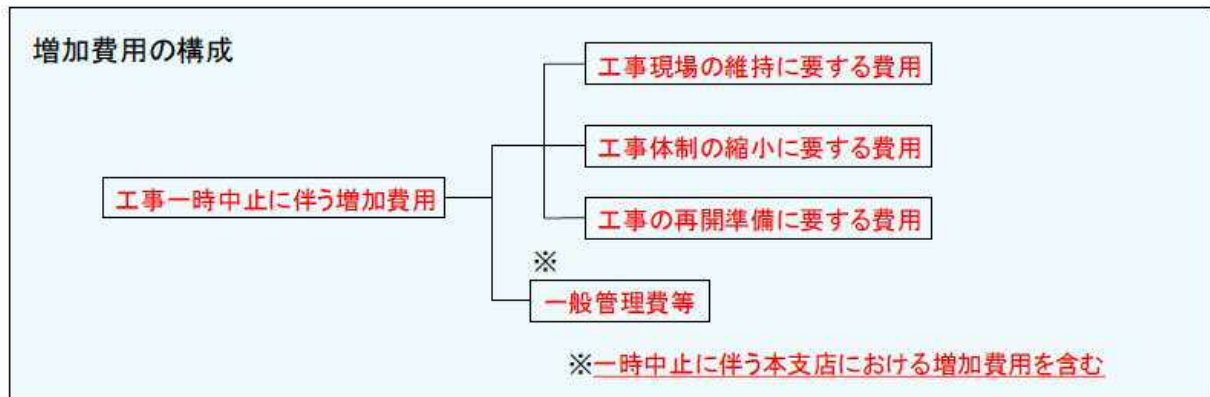 増加費用の構成
工事現場の維持に要する費用
工事体制の縮小に要する費用
工事一時中止に伴う増加費用
工事の再開準備に要する費用
※
一般管理費等
※一時中止に伴う本支店における増加費用を含む